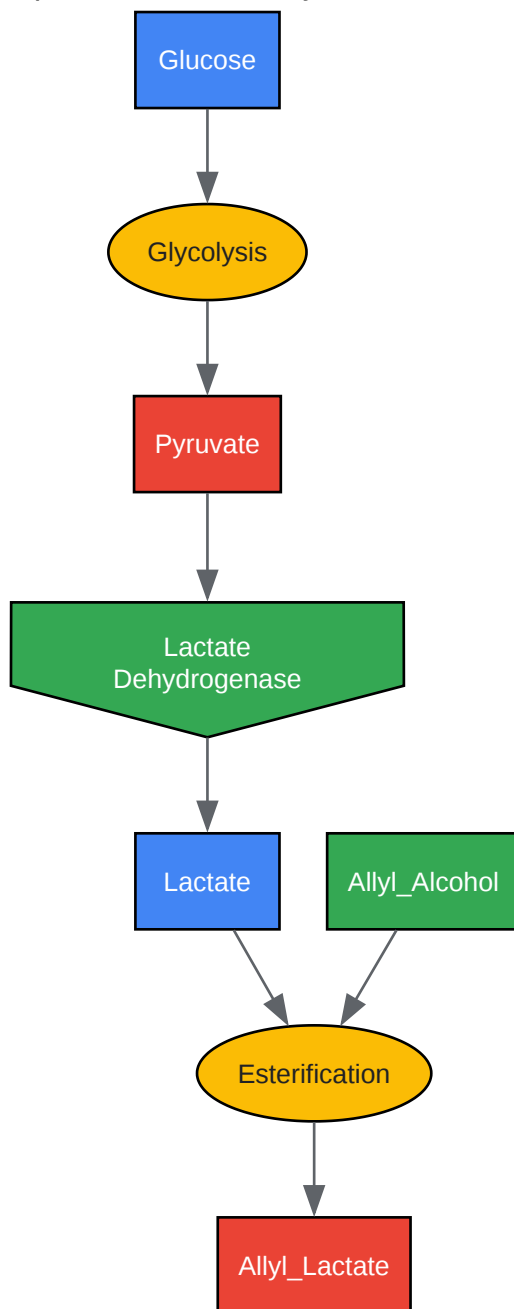 Glucose
Glycolysis
Pyruvate
Lactate
Dehydrogenase
Lactate
Allyl_Alcohol
Esterification
Allyl_Lactate